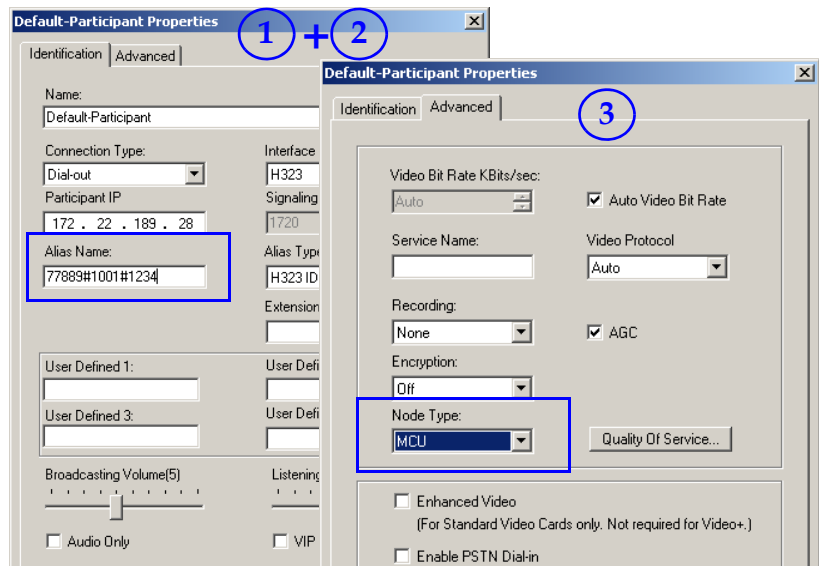 Default-Participant Properties
1 + 2
Identification Advanced
Name:
Default-Participant
Connection Type: Interface
Dial-out H323
Participant IP Signaling
172 . 22 . 189 . 28 1720
Alias Name: Alias Type
77889#1001#1234 H323 ID
Extension
User Defined 1: User Defi
User Defined 3: User Defi
Broadcasting Volume(5) Listening
Audio Only VIP
Default-Participant Properties
Identification Advanced
3
Video Bit Rate KBits/sec:
Auto Auto Video Bit Rate
Service Name: Video Protocol
Auto
Recording:
None AGC
Encryption:
Off
Node Type:
MCU Quality Of Service...
Enhanced Video
(For Standard Video Cards only. Not required for Video+.)
Enable PSTN Dial-in